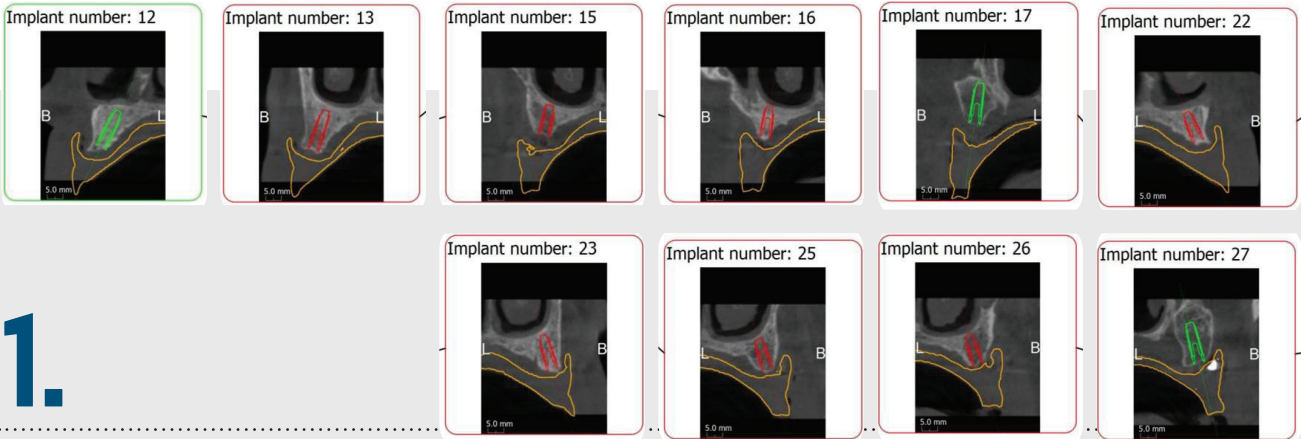 Implant number: 12
B
L
5.0 mm
Implant number: 13
B
L
5.0 mm
Implant number: 15
B
L
5.0 mm
Implant number: 16
B
L
5.0 mm
Implant number: 17
B
L
5.0 mm
Implant number: 22
L
B
5.0 mm
Implant number: 23
L
B
5.0 mm
Implant number: 25
L
B
5.0 mm
Implant number: 26
L
B
5.0 mm
Implant number: 27
L
B
5.0 mm
1.